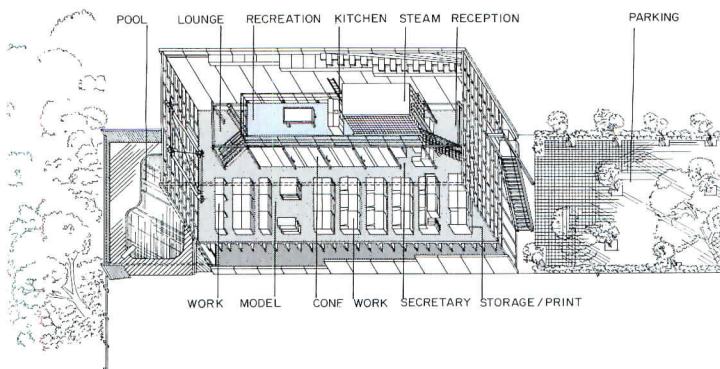 POOL LOUNGE RECREATION KITCHEN STEAM RECEPTION PARKING
WORK MODEL CONF WORK SECRETARY STORAGE/PRINT